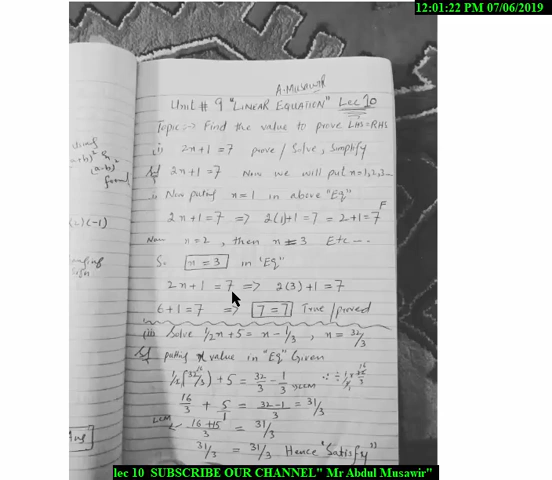 12:01:22 PM 07/06/2019
A.MUSAWIR
Unit # 9 "LINEAR EQUATION" Lec 10
Topic:-> Find the value to prove LHS=RHS
i) 2x+1=7 prove/Solve, Simplify
Sol 2x+1=7 Now we will put x=1,2,3---
Now puting x=1 in above "Eq"
2x+1=7 => 2(1)+1=7 = 2+1=7 F
Now x=2, then x=3 Etc---
So x=3 in "Eq"
2x+1=7 => 2(3)+1=7
6+1=7 => 7=7 True/proved
Solve 1/2x+5=x-1/3, x=32/3
Sol putting x value in "Eq" Given
1/2(32/3)+5=32/3-1/3
16/3+5/1=32-1/3=31/3
LCM 16+15/3=31/3
31/3=31/3 Hence "Satisfy"
(a-b)
(-1)
Sign
lec 10 SUBSCRIBE OUR CHANNEL" Mr Abdul Musawir"